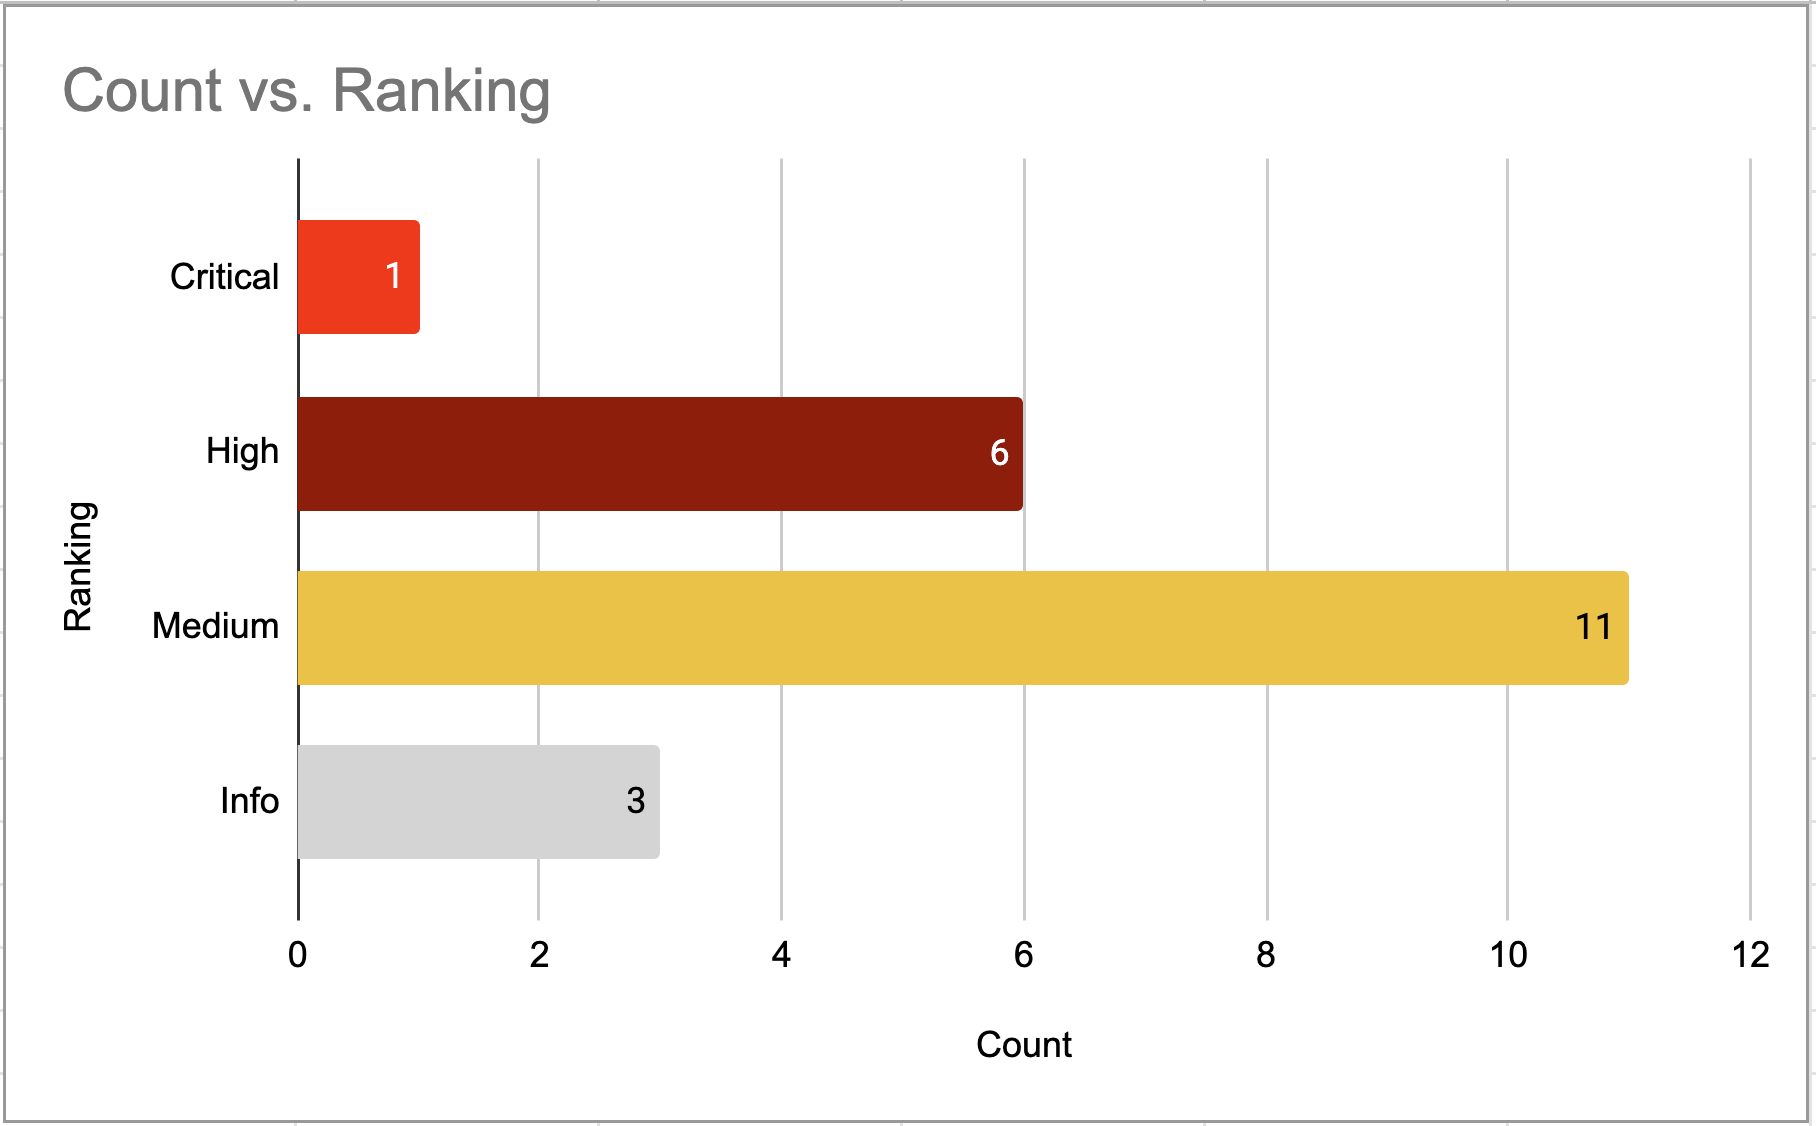 Count vs. Ranking
Ranking
Critical
1
High
6
Medium
11
Info
3
0 2 4 6 8 10 12
Count